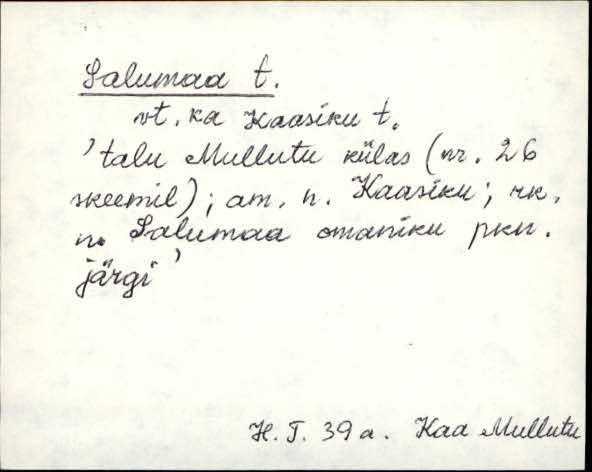 Salumaa t.
vt. ka Kaasiku t.
'talu Mullutu külas (nr. 26
skeemil); am. n. Kaasiku; rk.
n. Salumaa omaniku pkn.
järgi'
H. T. 39 a. Kaa Mullutu